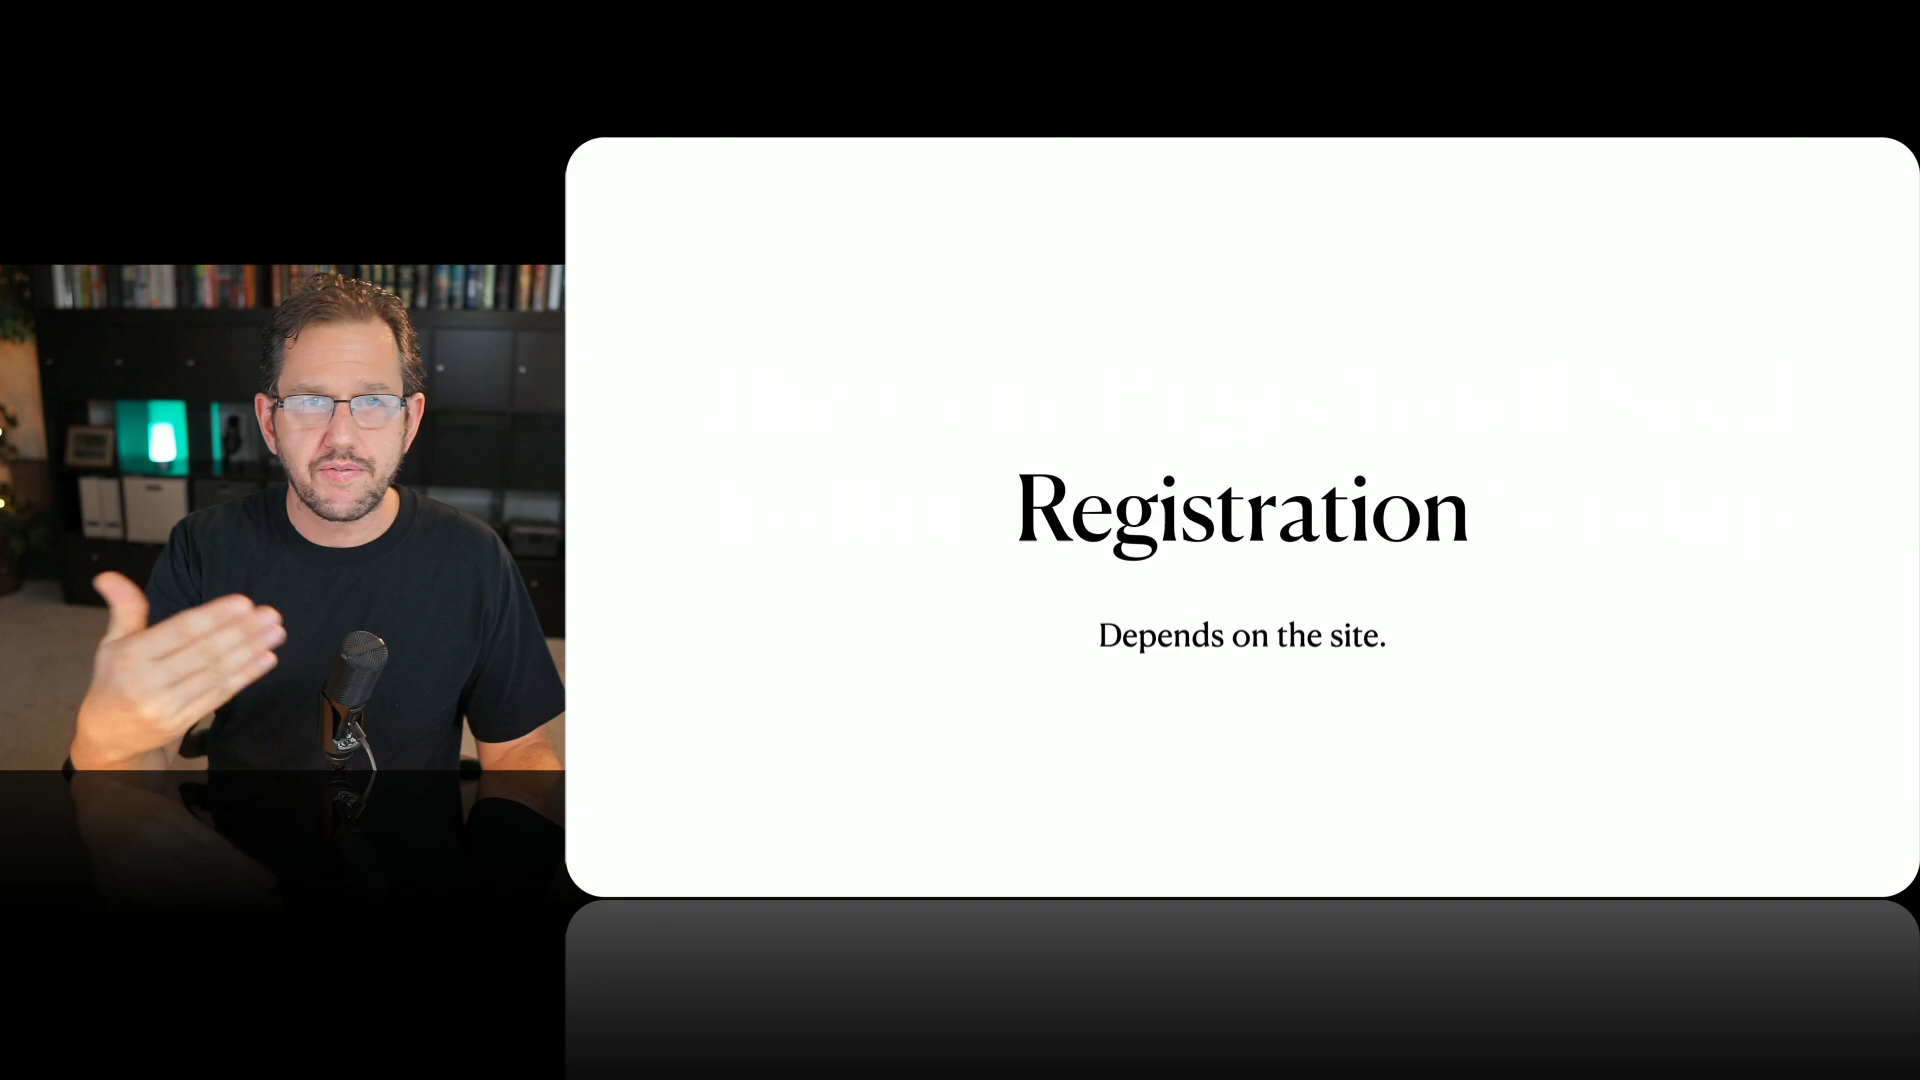 Registration
Depends on the site.